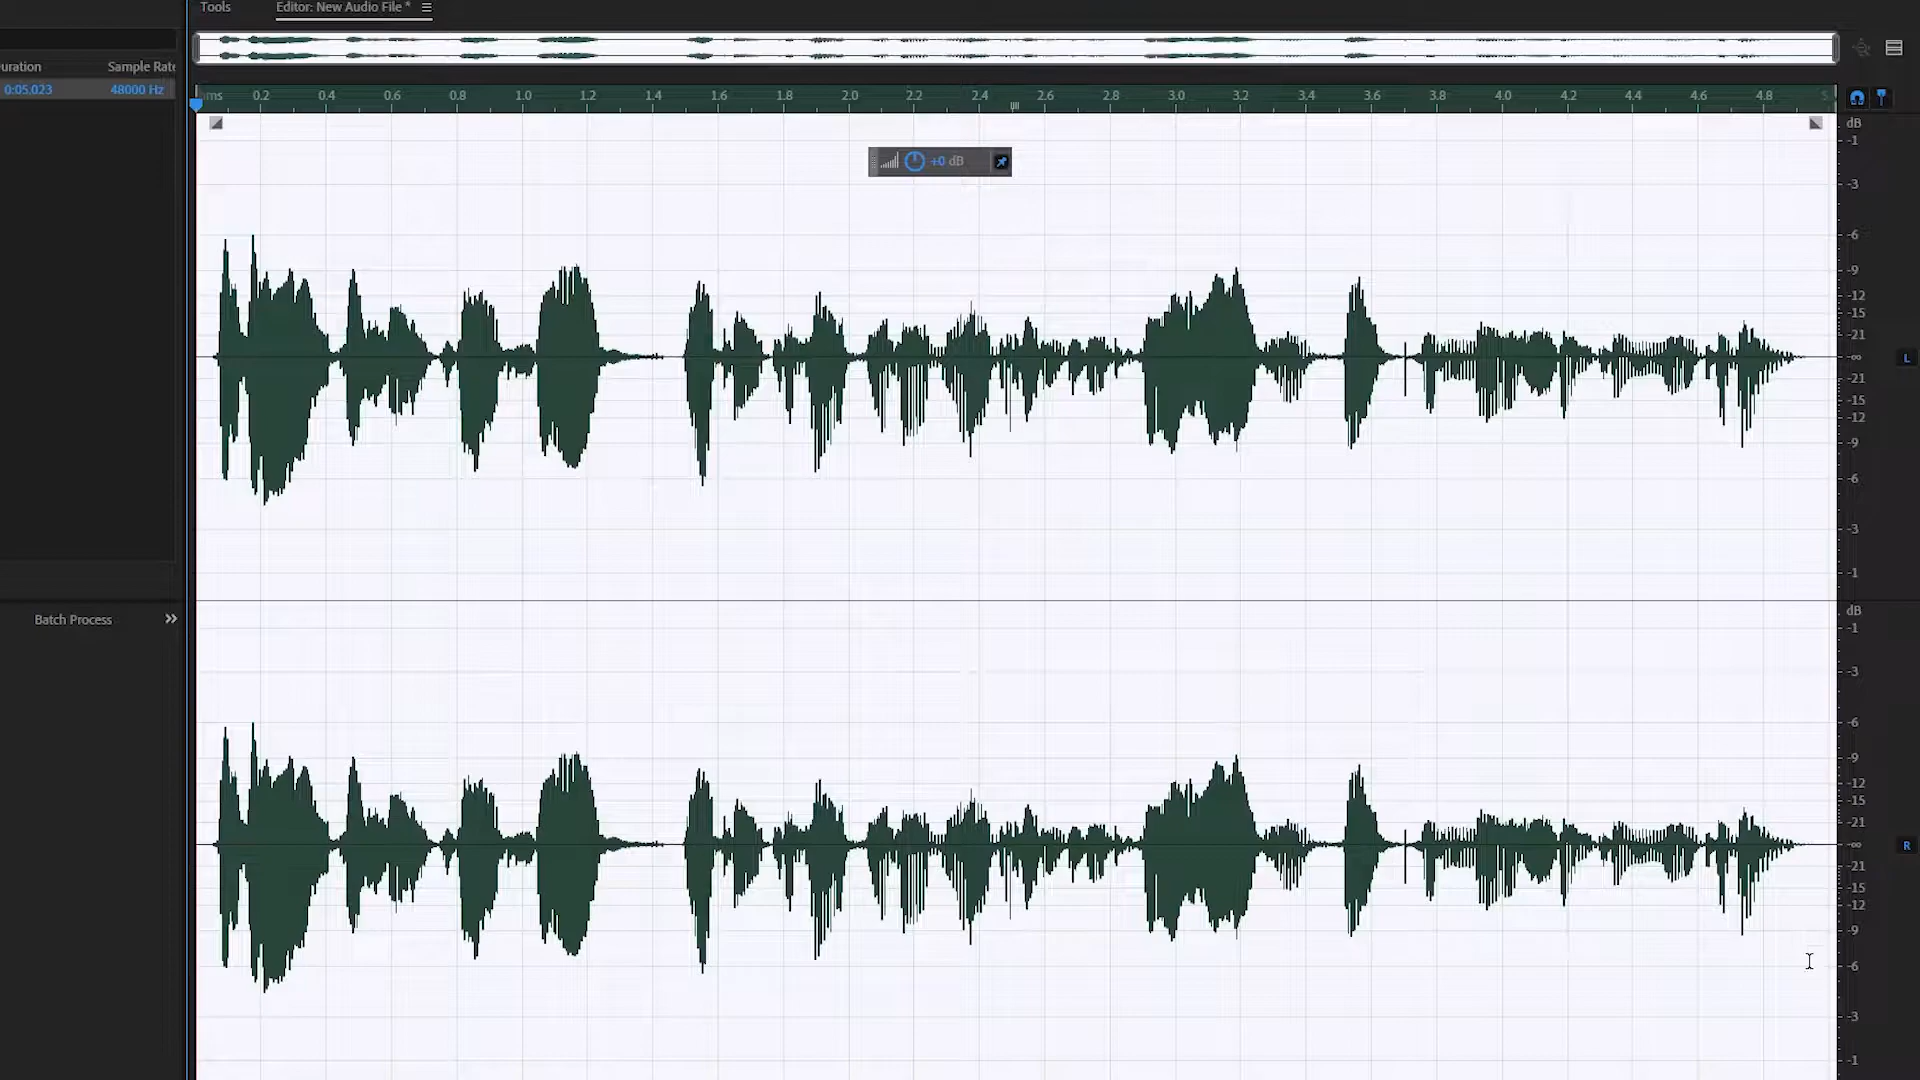 Tools
Editor: New Audio File *
uration Sample Rate
0:05.023 48000 Hz
ms 0.2 0.4 0.6 0.8 1.0 1.2 1.4 1.6 1.8 2.0 2.2 2.4 2.6 2.8 3.0 3.2 3.4 3.6 3.8 4.0 4.2 4.4 4.6 4.8
+0 dB
dB
-1
-3
-6
-9
-12
-15
-21
-∞
-21
-15
-12
-9
-6
-3
-1
L
Batch Process
dB
-1
-3
-6
-9
-12
-15
-21
-∞
-21
-15
-12
-9
-6
-3
-1
R